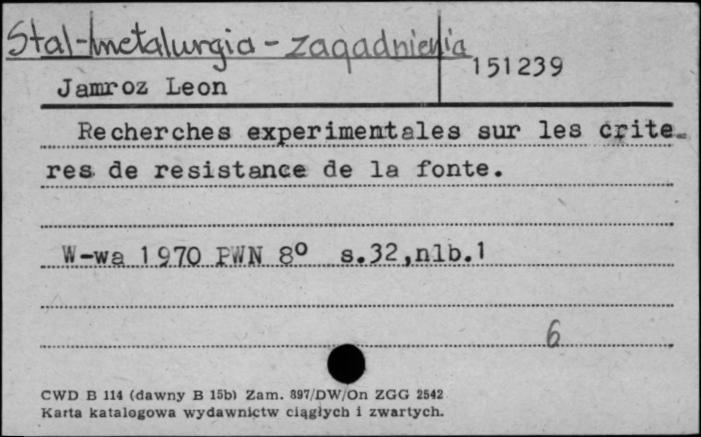 Stal-metalurgia - zagadnienia
151239
Jamroz Leon
Recherches experimentales sur les crite-
res de resistance de la fonte.
W-wa 1970 PWN 8° s.32,nlb.1
6
CWD B 114 (dawny B 15b) Zam. 897/DW/On ZGG 2542
Karta katalogowa wydawnictw ciągłych i zwartych.